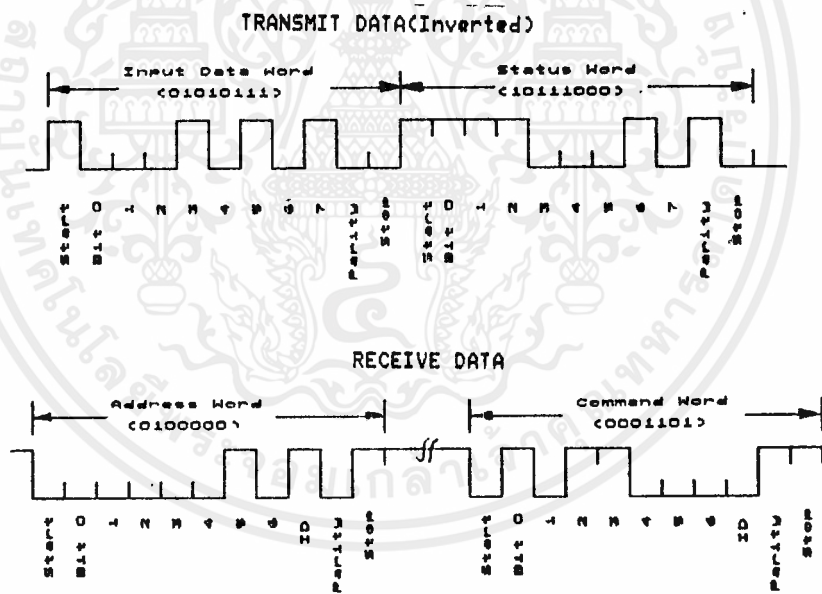 TRANSMIT DATA(Inverted)
Input Data Word
(01010111)
Status Word
(10111000)
Start
Bit 0
1
2
3
4
5
6
7
Parity
Stop
Start
Bit 0
1
2
3
4
5
6
7
Parity
Stop
RECEIVE DATA
Address Word
(0100000)
Command Word
(0001101)
Start
Bit 0
1
2
3
4
5
6
ID
Parity
Stop
Start
Bit 0
1
2
3
4
5
6
ID
Parity
Stop